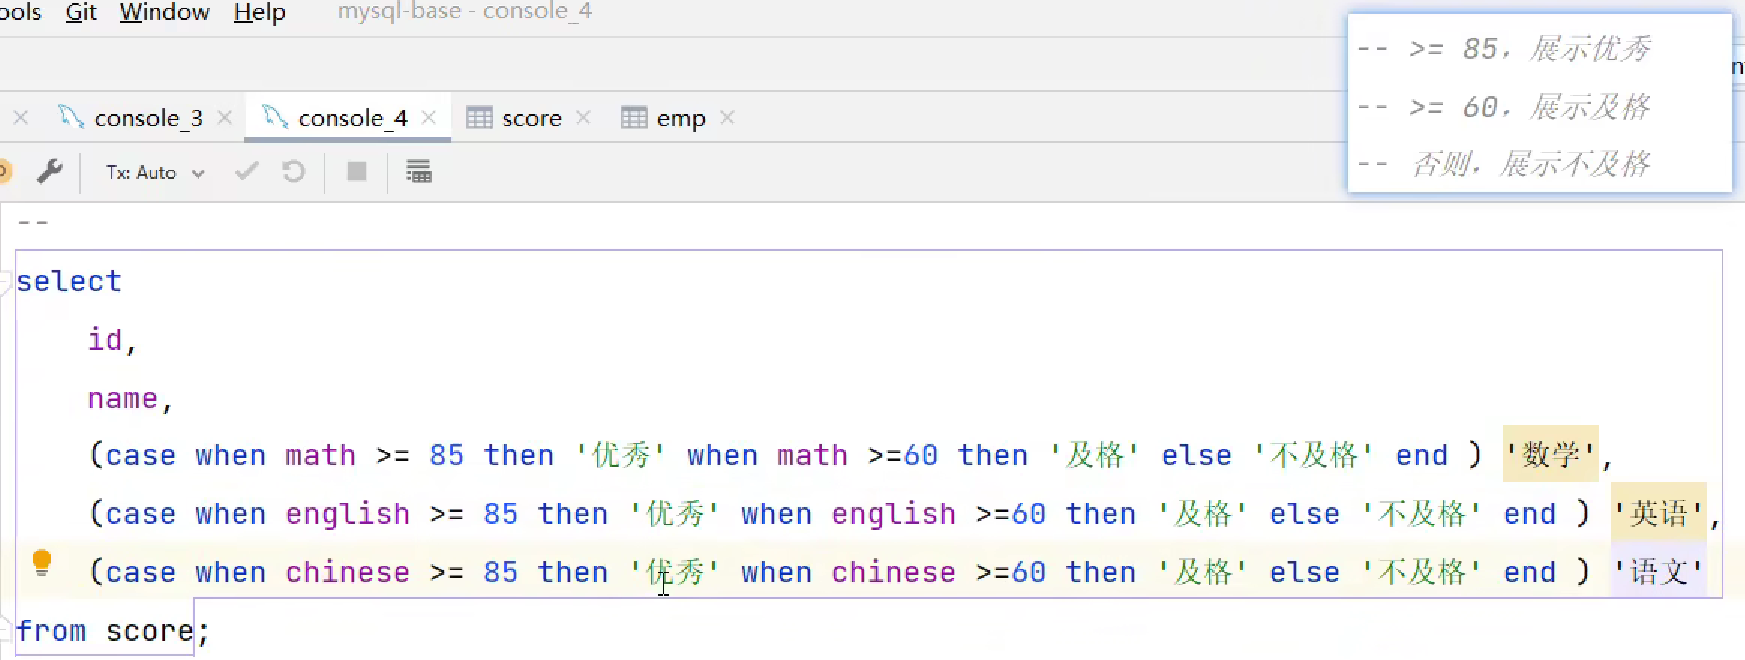 ools Git Window Help mysql-base - console_4
-- >= 85，展示优秀
-- >= 60，展示及格
-- 否则，展示不及格
console_3 console_4 score emp
Tx: Auto
--
select
id,
name,
(case when math >= 85 then '优秀' when math >=60 then '及格' else '不及格' end ) '数学',
(case when english >= 85 then '优秀' when english >=60 then '及格' else '不及格' end ) '英语',
(case when chinese >= 85 then '优秀' when chinese >=60 then '及格' else '不及格' end ) '语文'
from score;